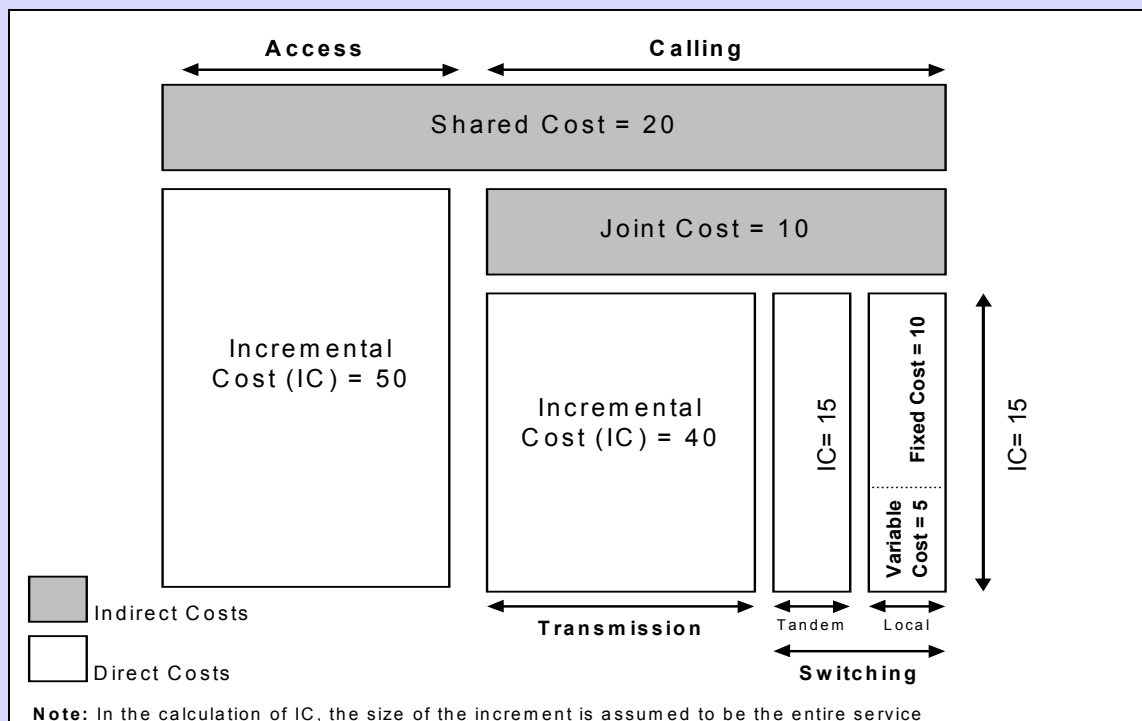 Access
Calling
Shared Cost = 20
Joint Cost = 10
Incremental
Cost (IC) = 50
Incremental
Cost (IC) = 40
IC= 15
Fixed Cost = 10
Variable
Cost = 5
IC= 15
Indirect Costs
Direct Costs
Transmission
Tandem
Local
Switching
Note: In the calculation of IC, the size of the increment is assumed to be the entire service